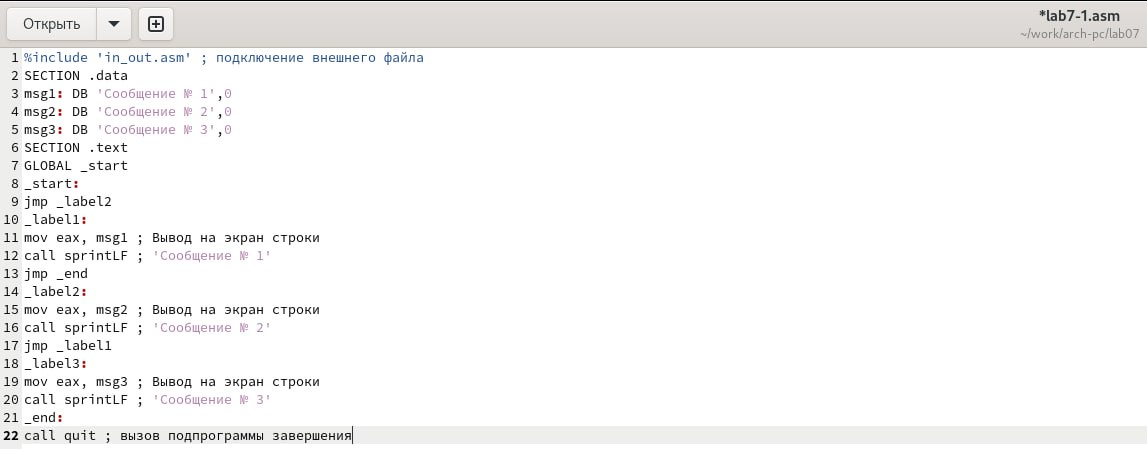 Открыть
*lab7-1.asm
~/work/arch-pc/lab07
1 %include 'in_out.asm' ; подключение внешнего файла
2 SECTION .data
3 msg1: DB 'Сообщение № 1',0
4 msg2: DB 'Сообщение № 2',0
5 msg3: DB 'Сообщение № 3',0
6 SECTION .text
7 GLOBAL _start
8 _start:
9 jmp _label2
10 _label1:
11 mov eax, msg1 ; Вывод на экран строки
12 call sprintLF ; 'Сообщение № 1'
13 jmp _end
14 _label2:
15 mov eax, msg2 ; Вывод на экран строки
16 call sprintLF ; 'Сообщение № 2'
17 jmp _label1
18 _label3:
19 mov eax, msg3 ; Вывод на экран строки
20 call sprintLF ; 'Сообщение № 3'
21 _end:
22 call quit ; вызов подпрограммы завершения